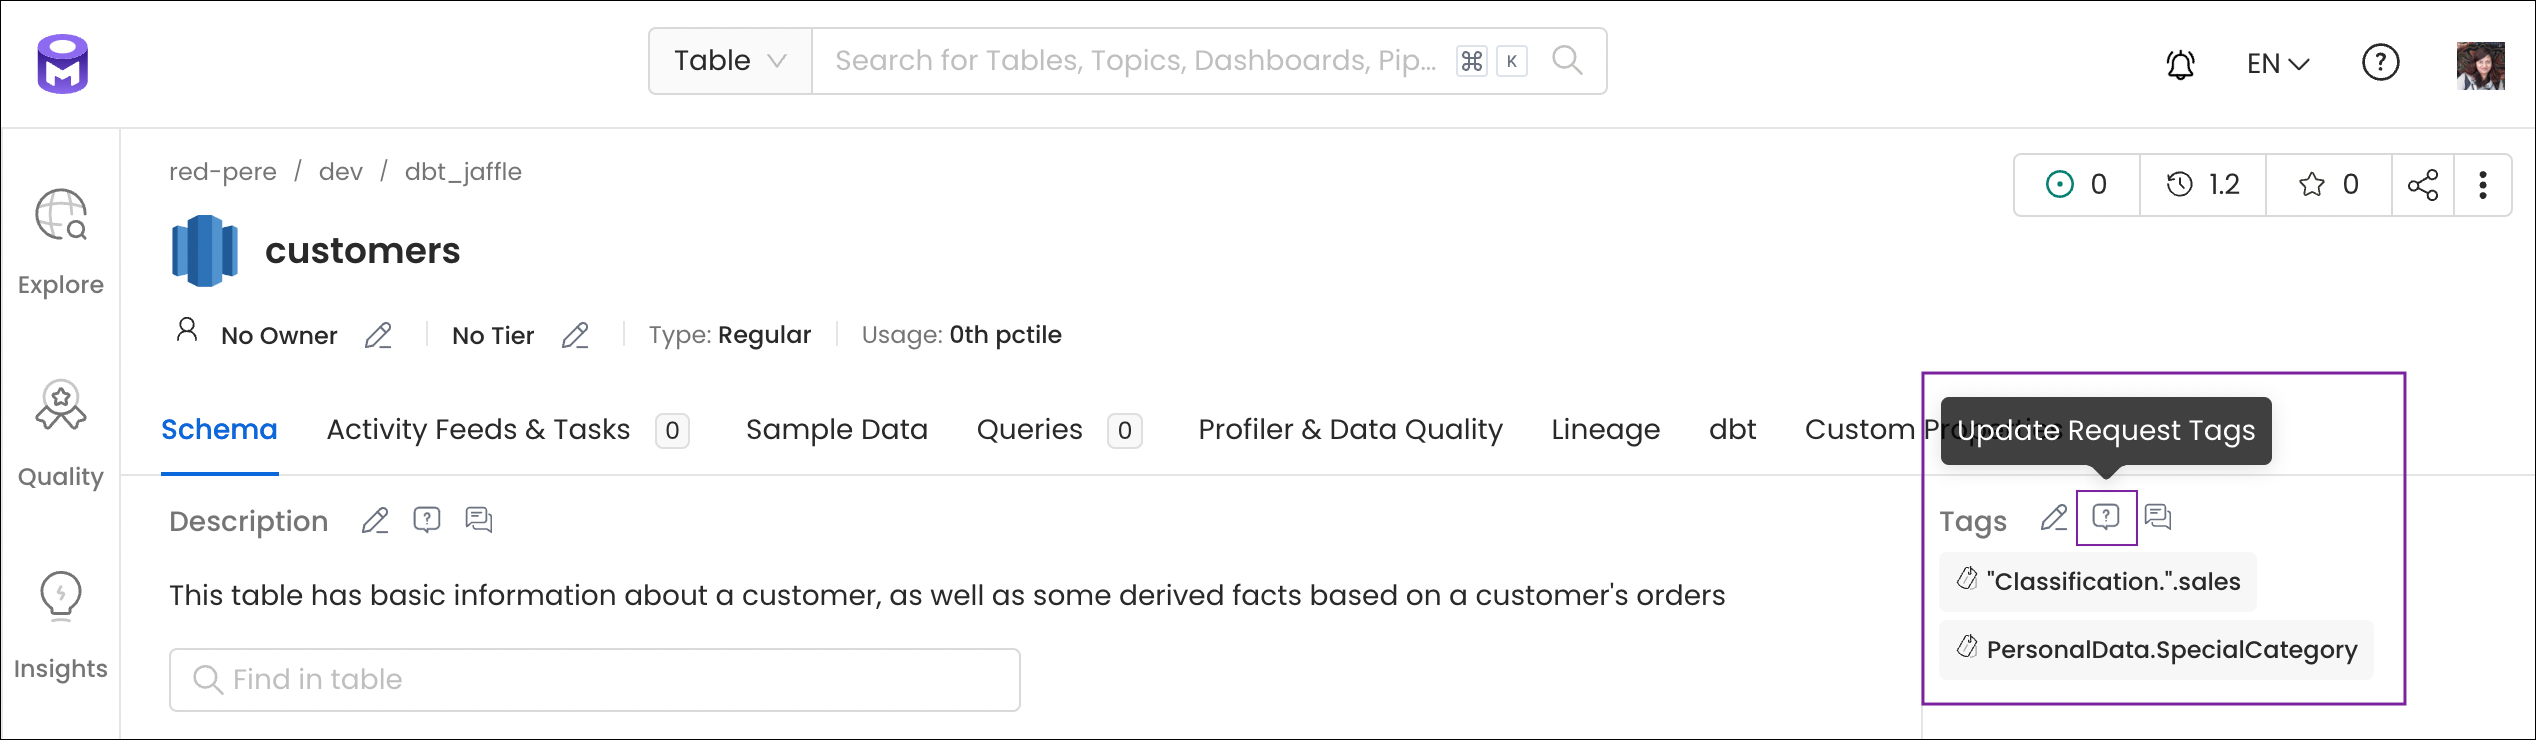 Table
Search for Tables, Topics, Dashboards, Pip... ⌘ K
EN
?
red-pere / dev / dbt_jaffle
0
1.2
0
customers
No Owner
No Tier
Type: Regular
Usage: 0th pctile
Explore
Quality
Insights
Schema
Activity Feeds & Tasks 0
Sample Data
Queries 0
Profiler & Data Quality
Lineage
dbt
Custom
Update Request Tags
Description
This table has basic information about a customer, as well as some derived facts based on a customer's orders
Find in table
Tags
"Classification.".sales
PersonalData.SpecialCategory